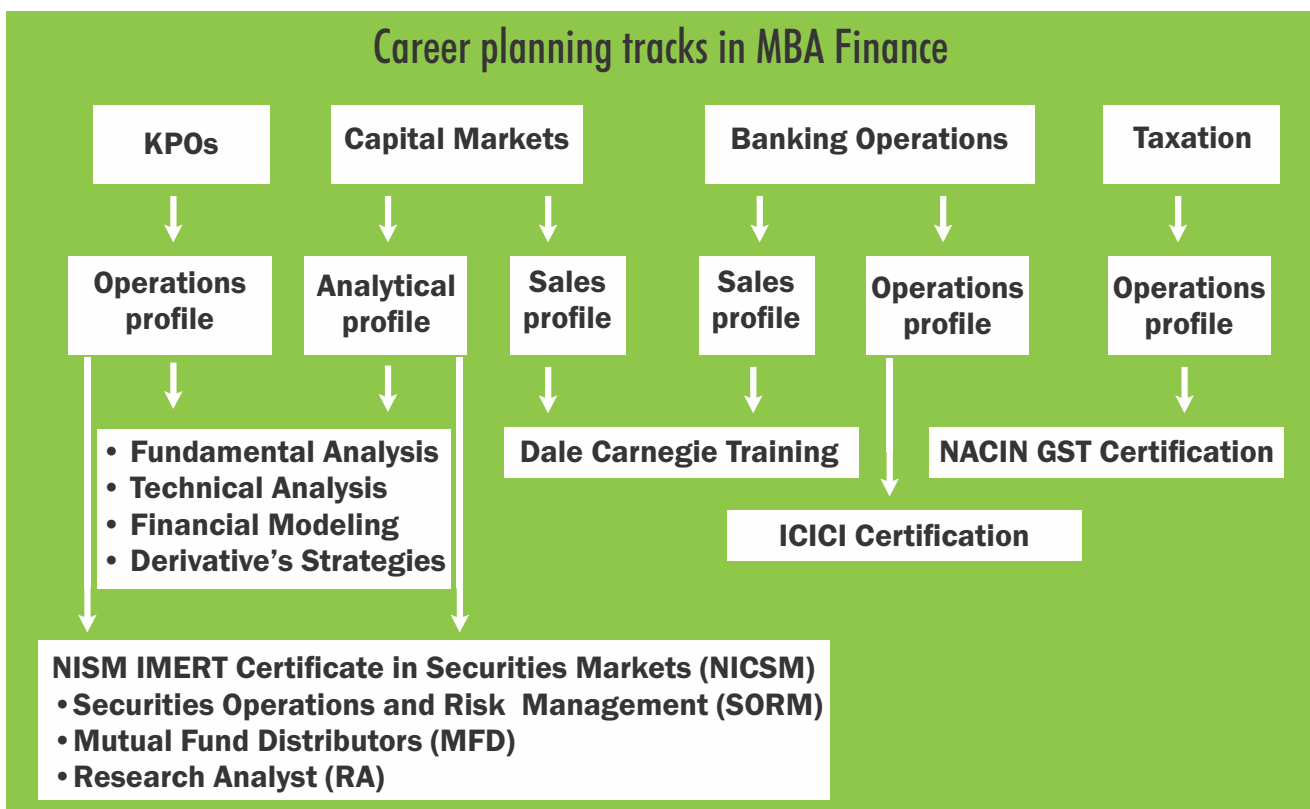 Career planning tracks in MBA Finance
KPOs
Capital Markets
Banking Operations
Taxation
Operations
profile
Analytical
profile
Sales
profile
Sales
profile
Operations
profile
Operations
profile
• Fundamental Analysis
• Technical Analysis
• Financial Modeling
• Derivative’s Strategies
Dale Carnegie Training
NACIN GST Certification
ICICI Certification
NISM IMERT Certificate in Securities Markets (NICSM)
•Securities Operations and Risk Management (SORM)
•Mutual Fund Distributors (MFD)
•Research Analyst (RA)